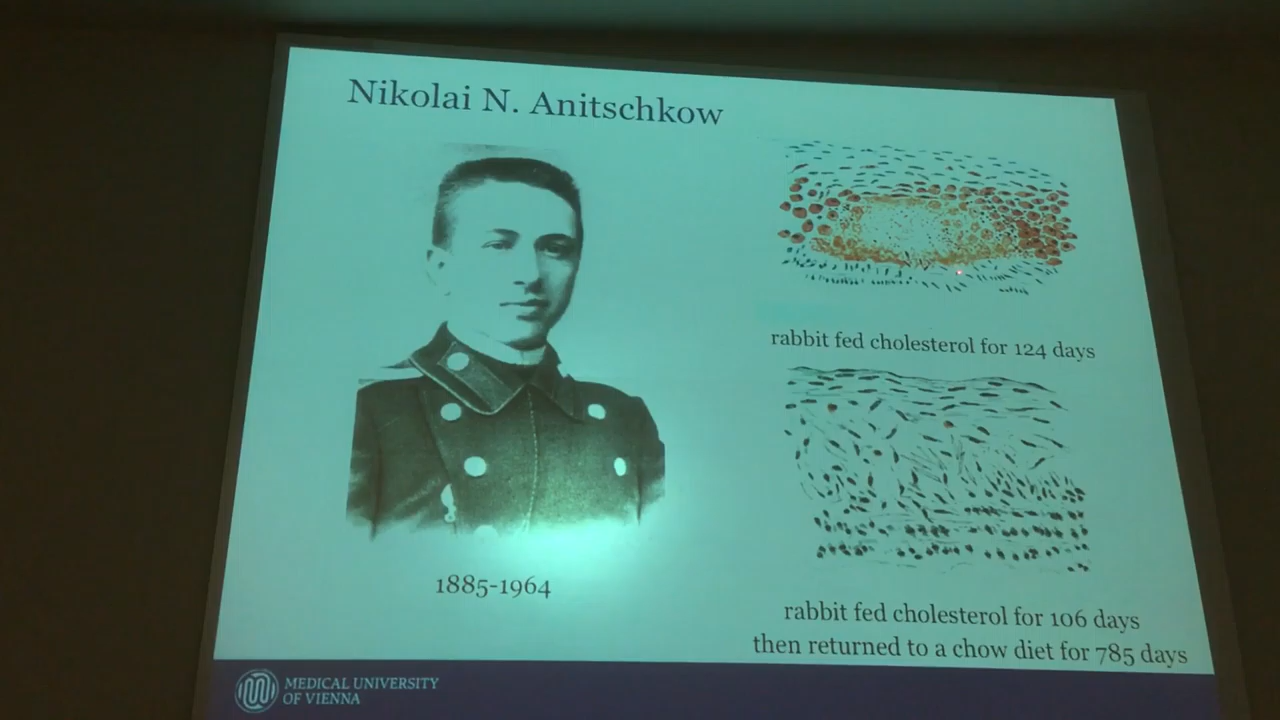 Nikolai N. Anitschkow
rabbit fed cholesterol for 124 days
1885-1964
rabbit fed cholesterol for 106 days
then returned to a chow diet for 785 days
MEDICAL UNIVERSITY
OF VIENNA